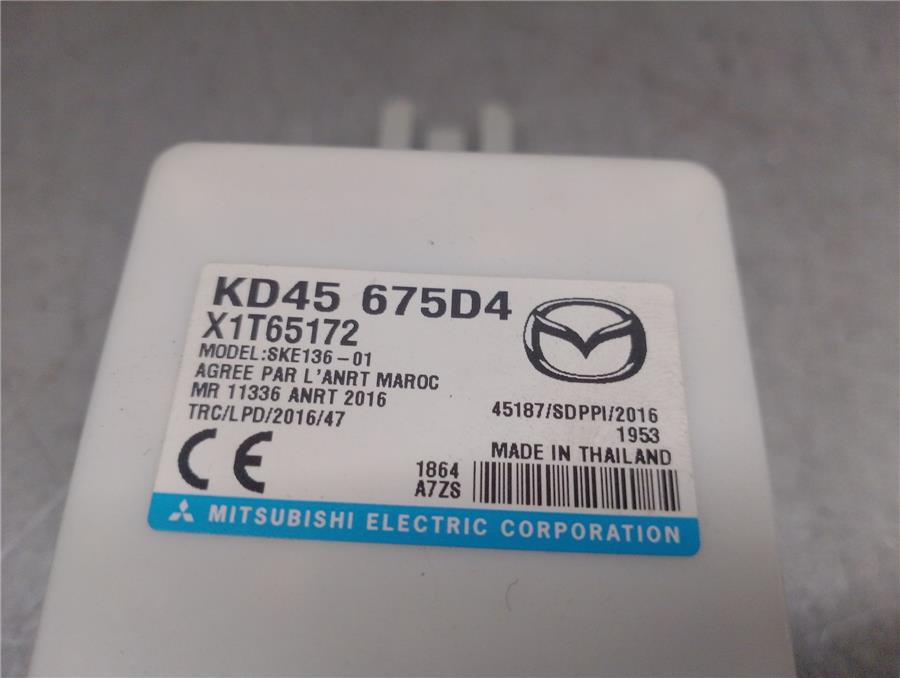 KD45 675D4
X1T65172
MODEL:SKE136-01
AGREE PAR L'ANRT MAROC
MR 11336 ANRT 2016
TRC/LPD/2016/47
45187/SDPPI/2016
1953
MADE IN THAILAND
CE
1864
A7ZS
MITSUBISHI ELECTRIC CORPORATION